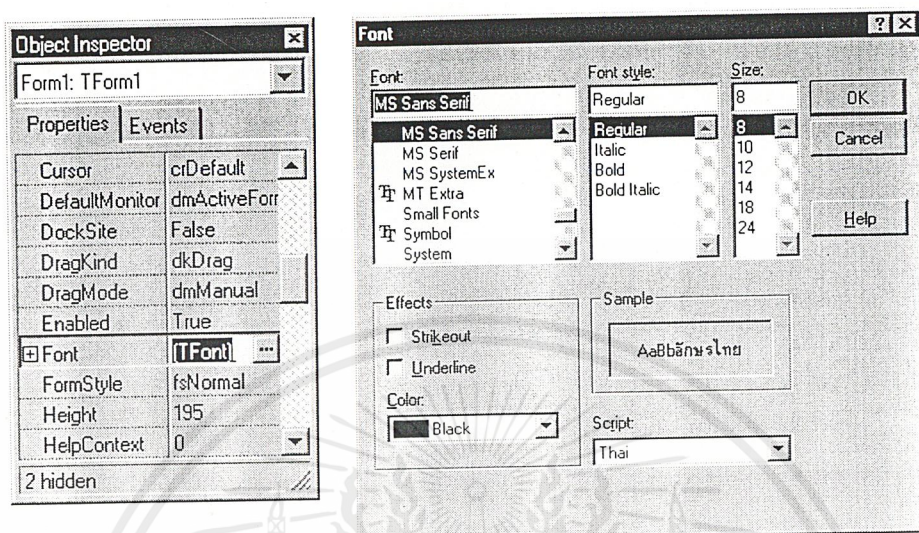 Object Inspector
Form1: TForm1
Properties Events
Cursor crDefault
DefaultMonitor dmActiveForr
DockSite False
DragKind dkDrag
DragMode dmManual
Enabled True
Font (TFont) ...
FormStyle fsNormal
Height 195
HelpContext 0
2 hidden
Font
Font: Font style: Size:
MS Sans Serif Regular 8 OK
MS Sans Serif Regular 8
MS Serif Italic 10 Cancel
MS SystemEx Bold 12
MT Extra Bold Italic 14
Small Fonts 18
Symbol 24 Help
System
Effects Sample
Strikeout AaBbอักษรไทย
Underline
Color:
Black
Script:
Thai